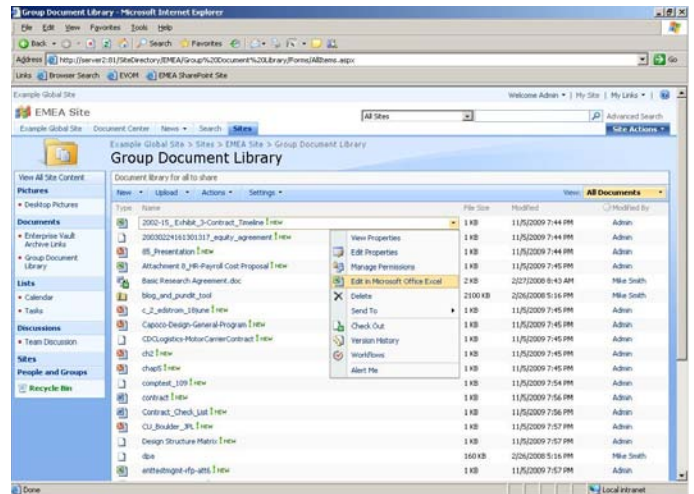 Group Document Library - Microsoft Internet Explorer
File Edit View Favorites Tools Help
Back Search Favorites
Address http://server2:81/SiteDirectory/EMEA/Group%20Document%20Library/Forms/AllItems.aspx Go
Links Browser Search EVOM EMEA SharePoint Site
Example Global Site Welcome Admin My Site My Links
EMEA Site All Sites Advanced Search
Example Global Site Document Center News Search Sites Site Actions
Example Global Site > Sites > EMEA Site > Group Document Library
Group Document Library
View All Site Content Document library for all to share
Pictures New Upload Actions Settings View: All Documents
Desktop Pictures
Type Name File Size Modified Modified By
Documents
2002-15_Exhibit_3-Contract_Timeline NEW 1 KB 11/5/2009 7:44 PM Admin
Enterprise Vault Archive Links
20030224161301317_equity_agreement NEW View Properties 1 KB 11/5/2009 7:44 PM Admin
Group Document Library
85_Presentation NEW Edit Properties 1 KB 11/5/2009 7:44 PM Admin
Attachment 8_HR-Payroll Cost Proposal NEW Manage Permissions 1 KB 11/5/2009 7:45 PM Admin
Lists
Basic Research Agreement.doc Edit in Microsoft Office Excel 2 KB 2/27/2008 8:43 AM Mike Smith
Calendar
blog_and_pundit_tool Delete 2100 KB 2/26/2008 5:16 PM Mike Smith
Tasks
c_2_edstrom_18june NEW Send To 1 KB 11/5/2009 7:45 PM Admin
Discussions
Capoco-Design-General-Program NEW Check Out 1 KB 11/5/2009 7:45 PM Admin
Team Discussion
CDCLogistics-MotorCarrierContract NEW Version History 1 KB 11/5/2009 7:45 PM Admin
Sites
ch2 NEW Workflows 1 KB 11/5/2009 7:45 PM Admin
People and Groups
chap5 NEW Alert Me 1 KB 11/5/2009 7:45 PM Admin
Recycle Bin
comptest_109 NEW 1 KB 11/5/2009 7:54 PM Admin
contract NEW 1 KB 11/5/2009 7:56 PM Admin
Contract_Check_List NEW 1 KB 11/5/2009 7:56 PM Admin
CU_Boulder_JPL NEW 1 KB 11/5/2009 7:57 PM Admin
Design Structure Matrix NEW 1 KB 11/5/2009 7:57 PM Admin
dpa 160 KB 2/26/2008 5:16 PM Mike Smith
enttestmgnt-rfp-att6 NEW 1 KB 11/5/2009 7:57 PM Admin
Done Local intranet